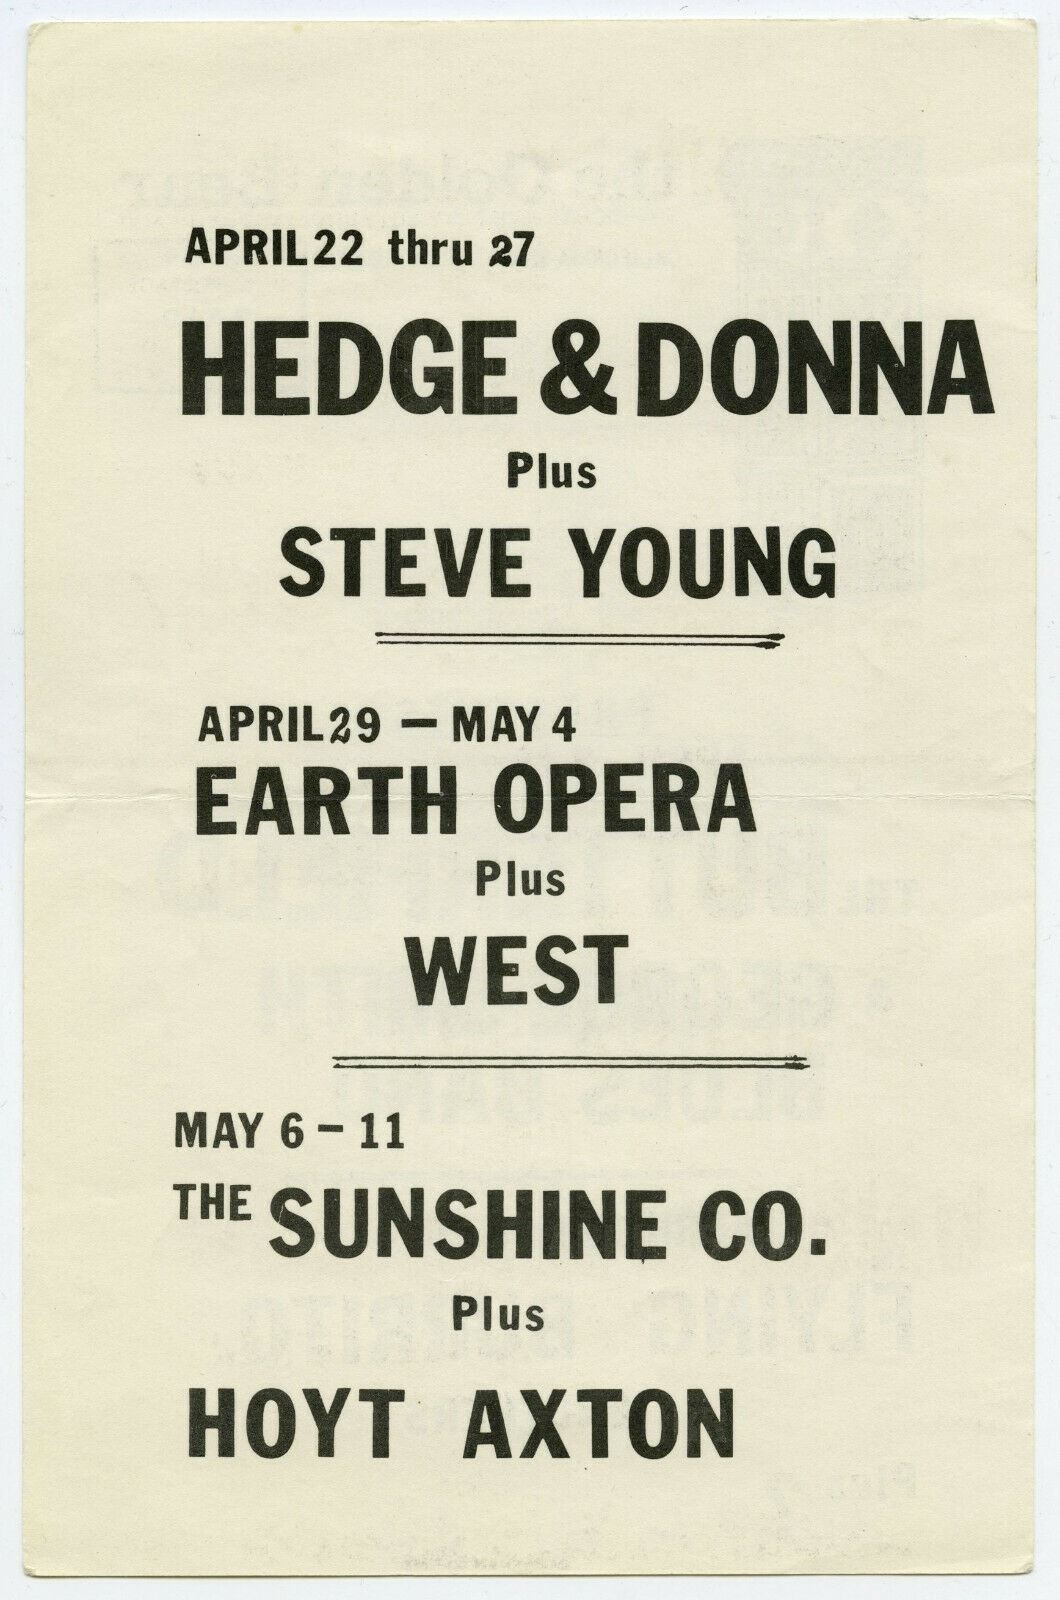 APRIL 22 thru 27
HEDGE & DONNA
Plus
STEVE YOUNG
APRIL 29 — MAY 4
EARTH OPERA
Plus
WEST
MAY 6 – 11
THE SUNSHINE CO.
Plus
HOYT AXTON